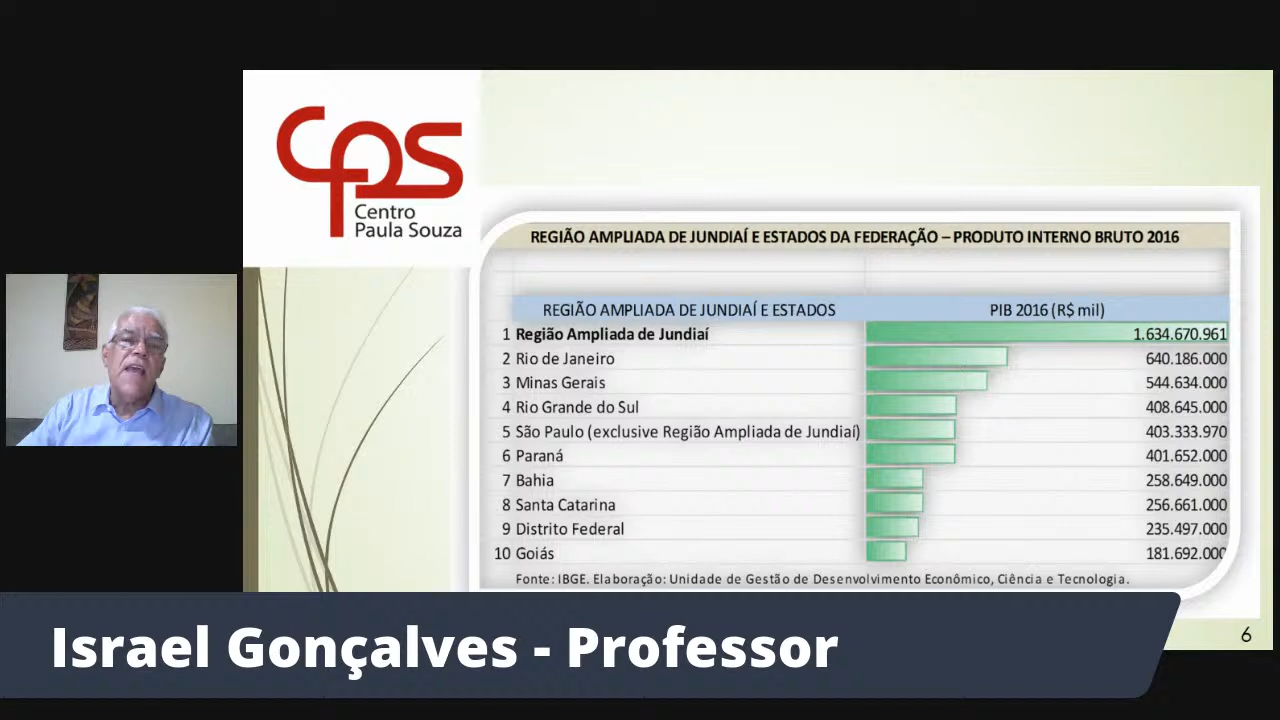 cps
Centro
Paula Souza
REGIÃO AMPLIADA DE JUNDIAÍ E ESTADOS DA FEDERAÇÃO – PRODUTO INTERNO BRUTO 2016
REGIÃO AMPLIADA DE JUNDIAÍ E ESTADOS PIB 2016 (R$ mil)
1 Região Ampliada de Jundiaí 1.634.670.961
2 Rio de Janeiro 640.186.000
3 Minas Gerais 544.634.000
4 Rio Grande do Sul 408.645.000
5 São Paulo (exclusive Região Ampliada de Jundiaí) 403.333.970
6 Paraná 401.652.000
7 Bahia 258.649.000
8 Santa Catarina 256.661.000
9 Distrito Federal 235.497.000
10 Goiás 181.692.000
Fonte: IBGE. Elaboração: Unidade de Gestão de Desenvolvimento Econômico, Ciência e Tecnologia.
6
Israel Gonçalves - Professor